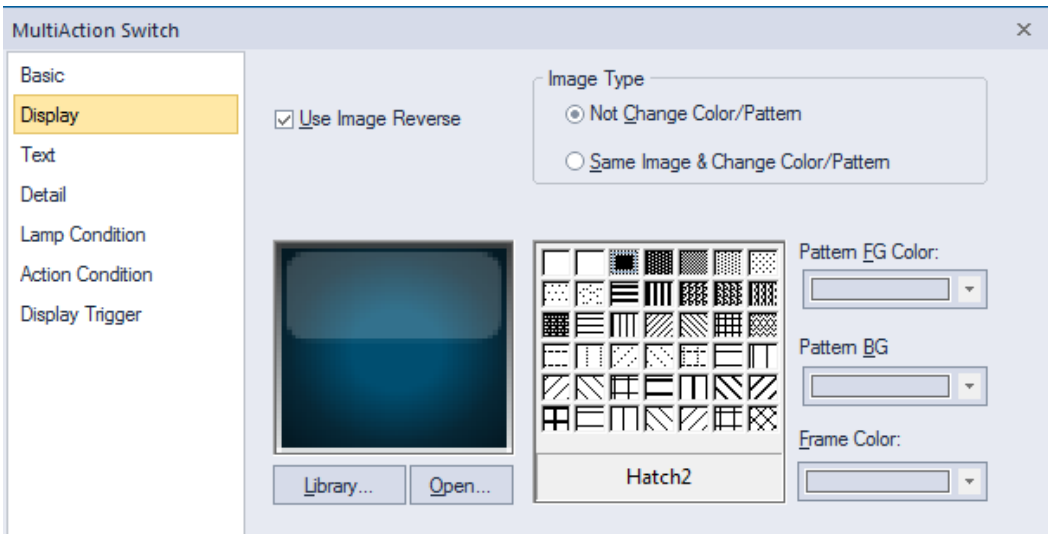 MultiAction Switch
Basic
Display
Text
Detail
Lamp Condition
Action Condition
Display Trigger
Use Image Reverse
Image Type
Not Change Color/Pattern
Same Image & Change Color/Pattern
Library...
Open...
Hatch2
Pattern FG Color:
Pattern BG
Frame Color: